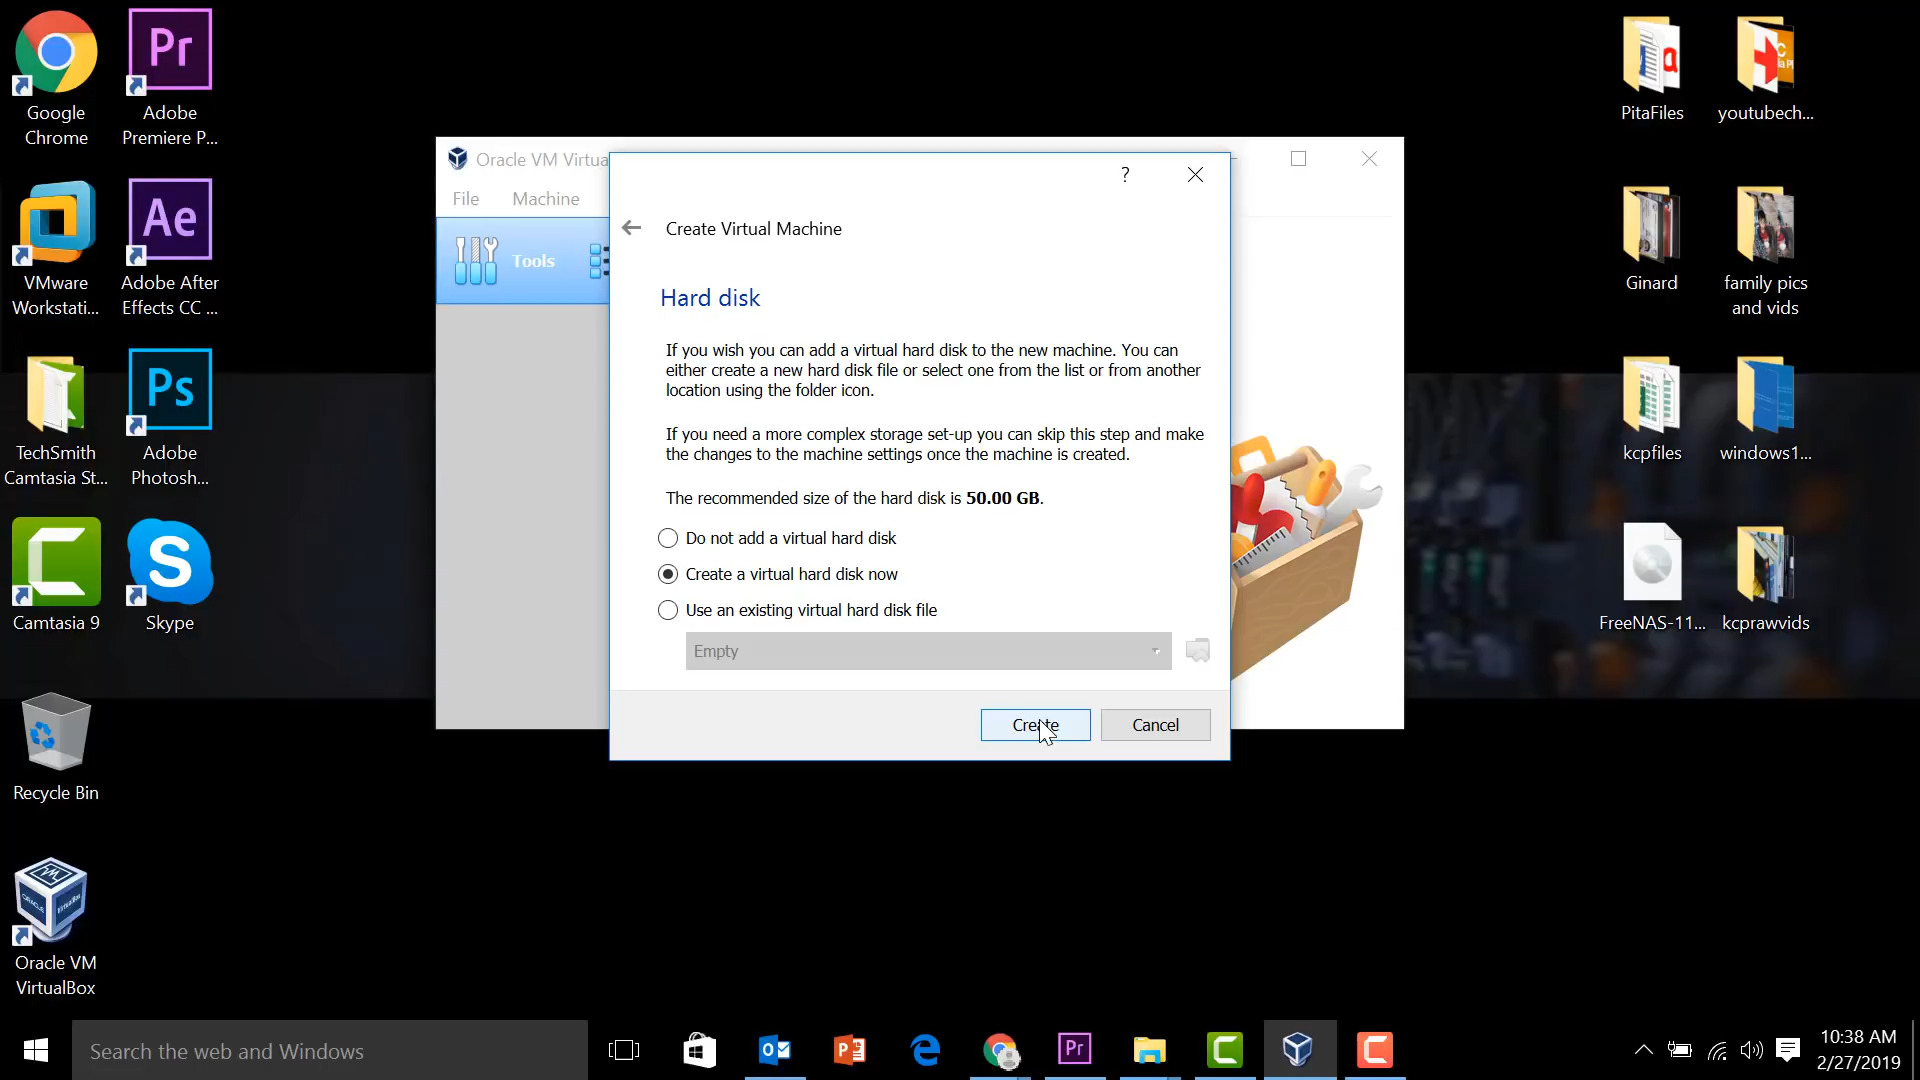 Google
Chrome
Pr
Adobe
Premiere P...
VMware
Workstati...
Ae
Adobe After
Effects CC ...
TechSmith
Camtasia St...
Ps
Adobe
Photosh...
Camtasia 9
Skype
Recycle Bin
Oracle VM
VirtualBox
Oracle VM Virtua
File
Machine
Tools
?
Create Virtual Machine
Hard disk
If you wish you can add a virtual hard disk to the new machine. You can
either create a new hard disk file or select one from the list or from another
location using the folder icon.
If you need a more complex storage set-up you can skip this step and make
the changes to the machine settings once the machine is created.
The recommended size of the hard disk is 50.00 GB.
Do not add a virtual hard disk
Create a virtual hard disk now
Use an existing virtual hard disk file
Empty
Create
Cancel
PitaFiles
youtubech...
Ginard
family pics
and vids
kcpfiles
windows1...
FreeNAS-11...
kcprawvids
Search the web and Windows
Pr
10:38 AM
2/27/2019